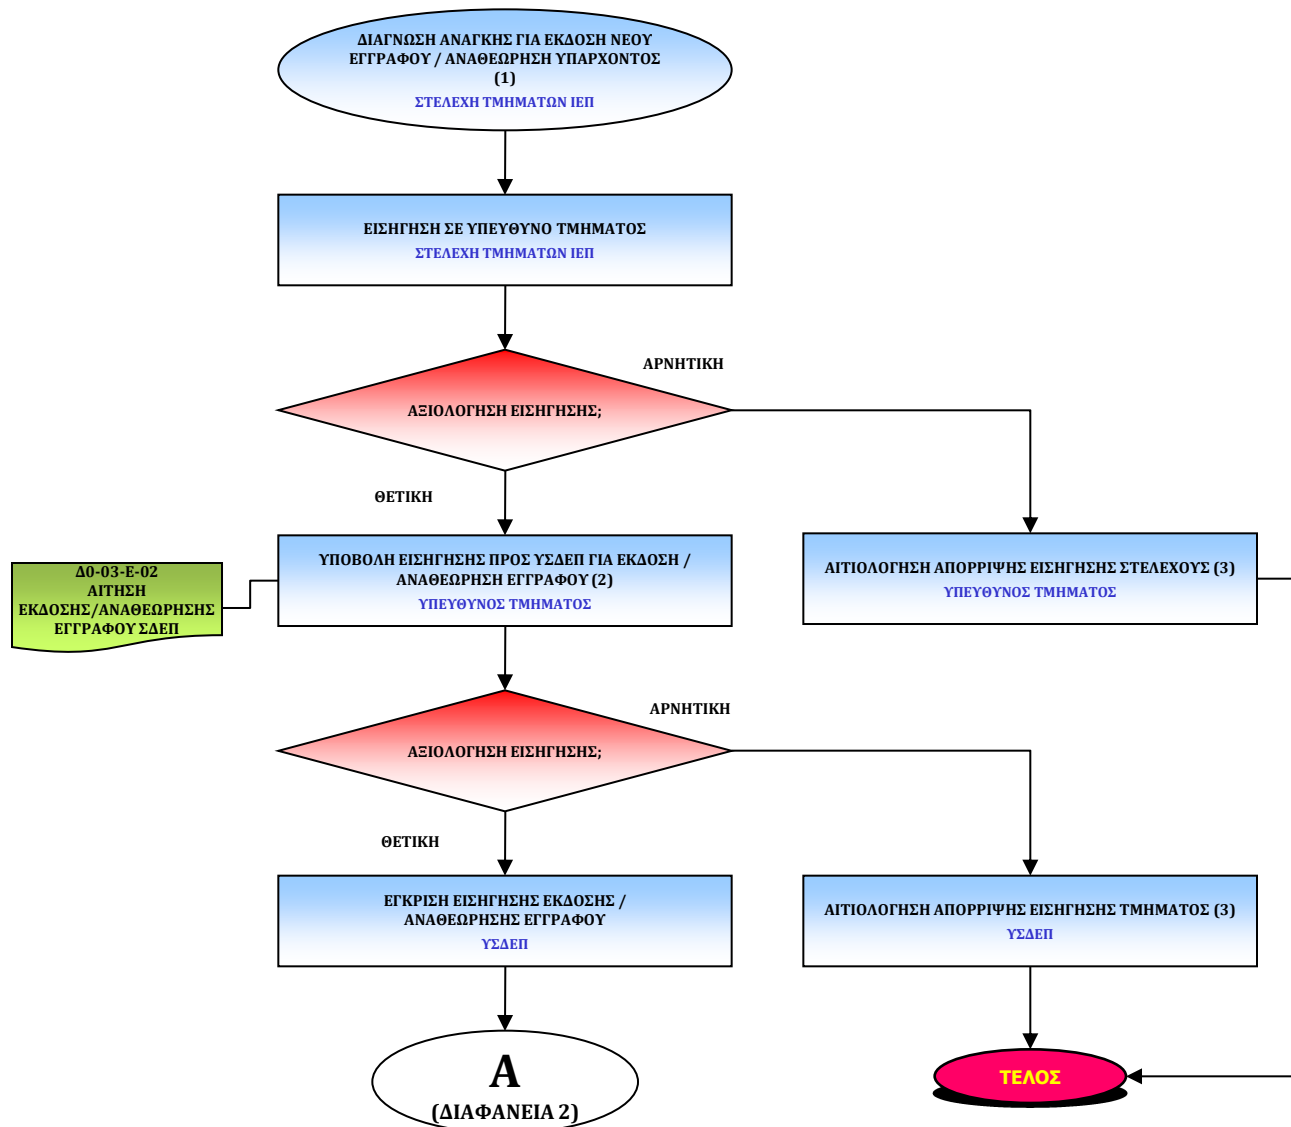 ΔΙΑΓΝΩΣΗ ΑΝΑΓΚΗΣ ΓΙΑ ΕΚΔΟΣΗ ΝΕΟΥ
ΕΓΓΡΑΦΟΥ / ΑΝΑΘΕΩΡΗΣΗ ΥΠΑΡΧΟΝΤΟΣ
(1)
ΣΤΕΛΕΧΗ ΤΜΗΜΑΤΩΝ ΙΕΠ
ΕΙΣΗΓΗΣΗ ΣΕ ΥΠΕΥΘΥΝΟ ΤΜΗΜΑΤΟΣ
ΣΤΕΛΕΧΗ ΤΜΗΜΑΤΩΝ ΙΕΠ
ΑΡΝΗΤΙΚΗ
ΑΞΙΟΛΟΓΗΣΗ ΕΙΣΗΓΗΣΗΣ;
ΘΕΤΙΚΗ
ΥΠΟΒΟΛΗ ΕΙΣΗΓΗΣΗΣ ΠΡΟΣ ΥΣΔΕΠ ΓΙΑ ΕΚΔΟΣΗ /
ΑΝΑΘΕΩΡΗΣΗ ΕΓΓΡΑΦΟΥ (2)
ΥΠΕΥΘΥΝΟΣ ΤΜΗΜΑΤΟΣ
ΑΙΤΙΟΛΟΓΗΣΗ ΑΠΟΡΡΙΨΗΣ ΕΙΣΗΓΗΣΗΣ ΣΤΕΛΕΧΟΥΣ (3)
ΥΠΕΥΘΥΝΟΣ ΤΜΗΜΑΤΟΣ
Δ0-03-Ε-02
ΑΙΤΗΣΗ
ΕΚΔΟΣΗΣ/ΑΝΑΘΕΩΡΗΣΗΣ
ΕΓΓΡΑΦΟΥ ΣΔΕΠ
ΑΡΝΗΤΙΚΗ
ΑΞΙΟΛΟΓΗΣΗ ΕΙΣΗΓΗΣΗΣ;
ΘΕΤΙΚΗ
ΕΓΚΡΙΣΗ ΕΙΣΗΓΗΣΗΣ ΕΚΔΟΣΗΣ /
ΑΝΑΘΕΩΡΗΣΗΣ ΕΓΓΡΑΦΟΥ
ΥΣΔΕΠ
ΑΙΤΙΟΛΟΓΗΣΗ ΑΠΟΡΡΙΨΗΣ ΕΙΣΗΓΗΣΗΣ ΤΜΗΜΑΤΟΣ (3)
ΥΣΔΕΠ
Α
(ΔΙΑΦΑΝΕΙΑ 2)
ΤΕΛΟΣ